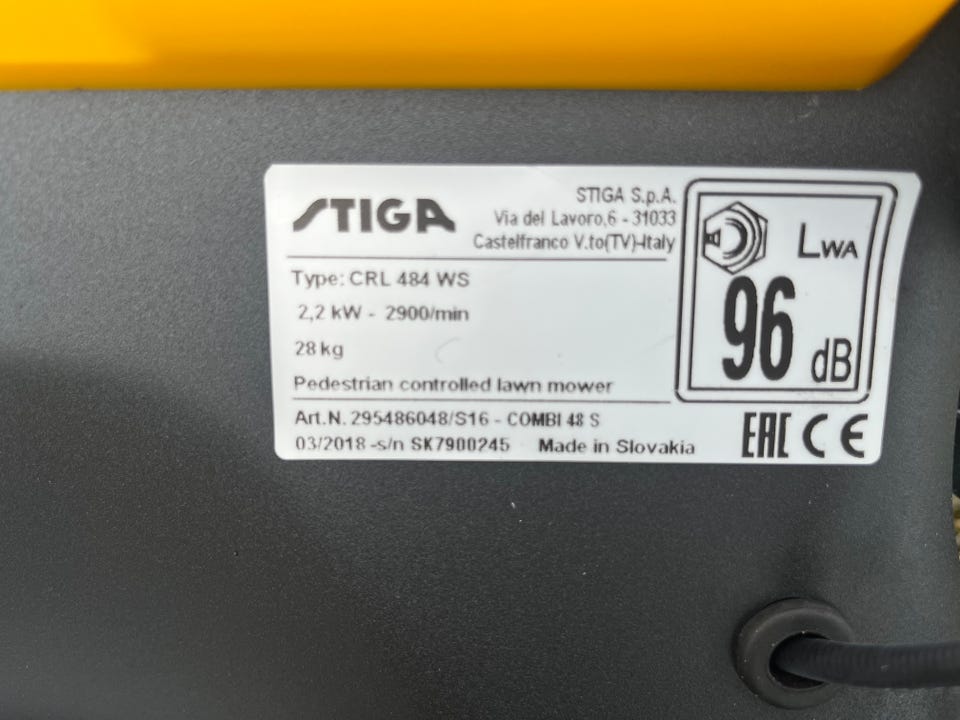 STIGA
STIGA S.p.A.
Via del Lavoro,6 - 31033
Castelfranco V.to(TV)-Italy
Type: CRL 484 WS
2,2 kW - 2900/min
28 kg
Pedestrian controlled lawn mower
Art.N. 295486048/S16 - COMBI 48 S
03/2018 -s/n SK7900245 Made in Slovakia
LWA
96 dB
EAC CE